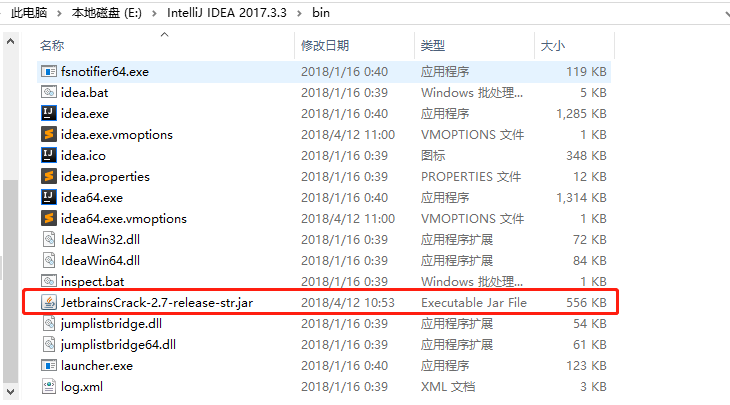 此电脑 › 本地磁盘 (E:) › IntelliJ IDEA 2017.3.3 › bin
名称 修改日期 类型 大小
fsnotifier64.exe 2018/1/16 0:40 应用程序 119 KB
idea.bat 2018/1/16 0:39 Windows 批处理... 5 KB
idea.exe 2018/1/16 0:40 应用程序 1,285 KB
idea.exe.vmoptions 2018/4/12 11:00 VMOPTIONS 文件 1 KB
idea.ico 2018/1/16 0:39 图标 348 KB
idea.properties 2018/1/16 0:39 PROPERTIES 文件 12 KB
idea64.exe 2018/1/16 0:40 应用程序 1,314 KB
idea64.exe.vmoptions 2018/4/12 11:00 VMOPTIONS 文件 1 KB
IdeaWin32.dll 2018/1/16 0:39 应用程序扩展 72 KB
IdeaWin64.dll 2018/1/16 0:39 应用程序扩展 84 KB
inspect.bat 2018/1/16 0:39 Windows 批处理... 1 KB
JetbrainsCrack-2.7-release-str.jar 2018/4/12 10:53 Executable Jar File 556 KB
jumplistbridge.dll 2018/1/16 0:39 应用程序扩展 54 KB
jumplistbridge64.dll 2018/1/16 0:39 应用程序扩展 61 KB
launcher.exe 2018/1/16 0:40 应用程序 123 KB
log.xml 2018/1/16 0:39 XML 文档 3 KB